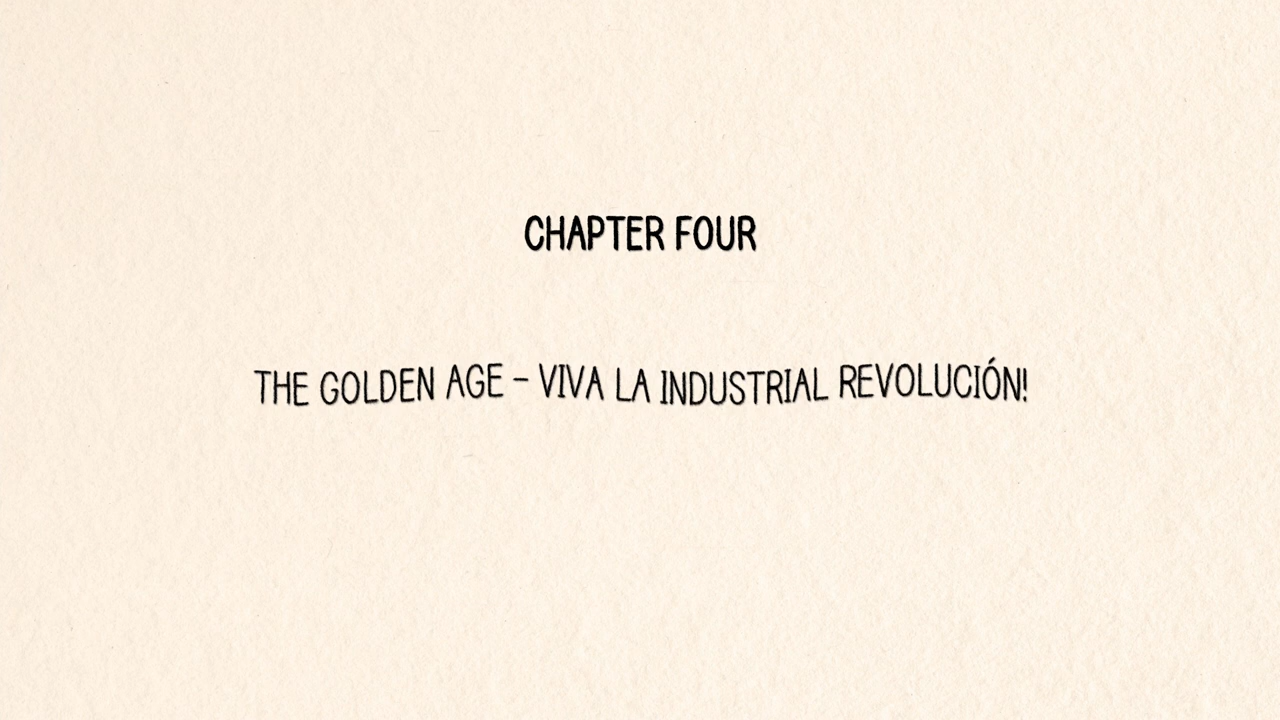 CHAPTER FOUR
THE GOLDEN AGE – VIVA LA INDUSTRIAL REVOLUCIÓN!